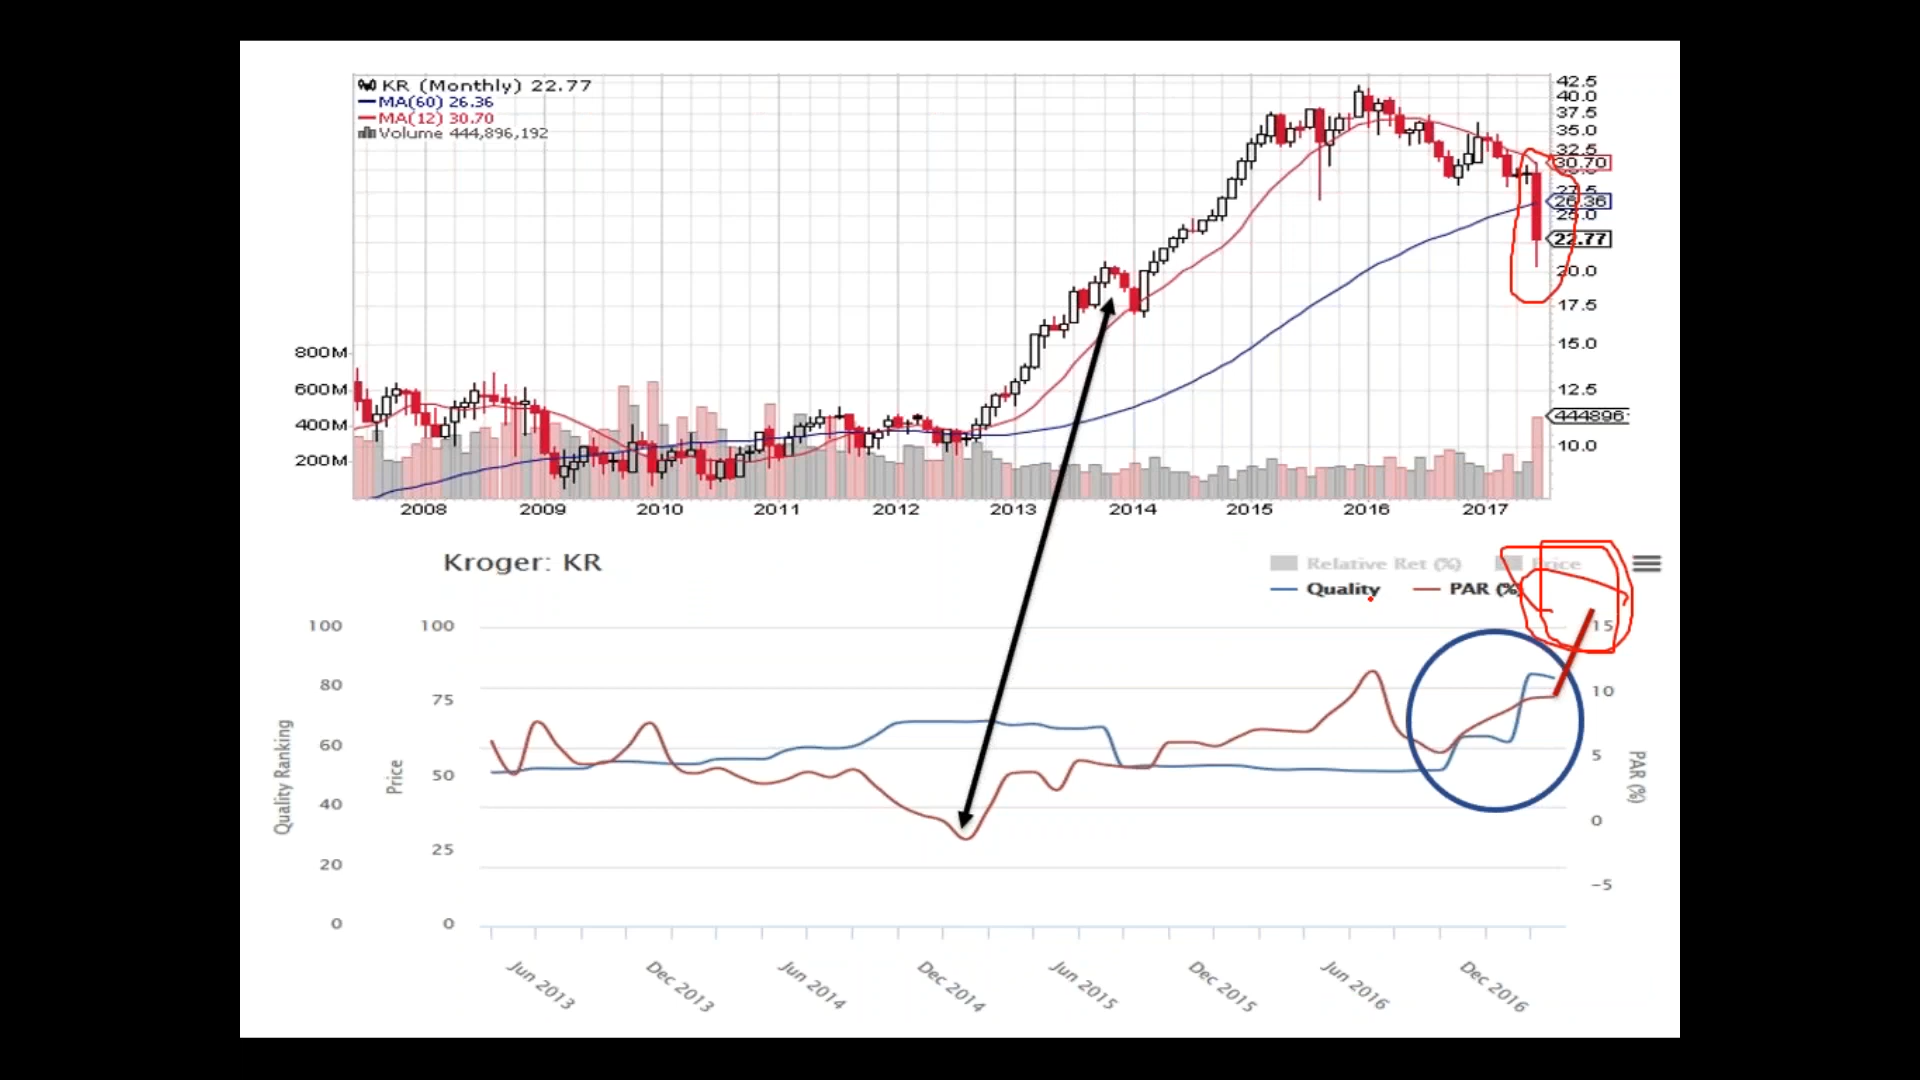 KR (Monthly) 22.77
MA(60) 26.36
MA(12) 30.70
Volume 444,896,192
42.5
40.0
37.5
35.0
32.5
30.70
27.5
26.36
25.0
22.77
20.0
17.5
15.0
12.5
444896
10.0
800M
600M
400M
200M
2008 2009 2010 2011 2012 2013 2014 2015 2016 2017
Kroger: KR
Relative Ret (%) Price
Quality PAR (%)
100 100 15
80 75 10
60 50 5
40 25 0
20 -5
0 0
Quality Ranking
Price
PAR (%)
Jun 2013 Dec 2013 Jun 2014 Dec 2014 Jun 2015 Dec 2015 Jun 2016 Dec 2016